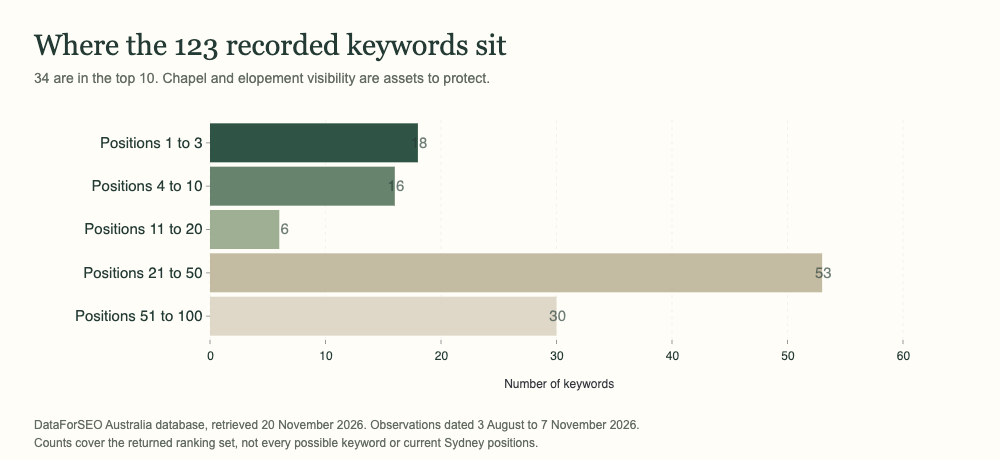 Where the 123 recorded keywords sit
34 are in the top 10. Chapel and elopement visibility are assets to protect.
Positions 1 to 3
18
Positions 4 to 10
16
Positions 11 to 20
6
Positions 21 to 50
53
Positions 51 to 100
30
0 10 20 30 40 50 60
Number of keywords
DataForSEO Australia database, retrieved 20 November 2026. Observations dated 3 August to 7 November 2026.
Counts cover the returned ranking set, not every possible keyword or current Sydney positions.